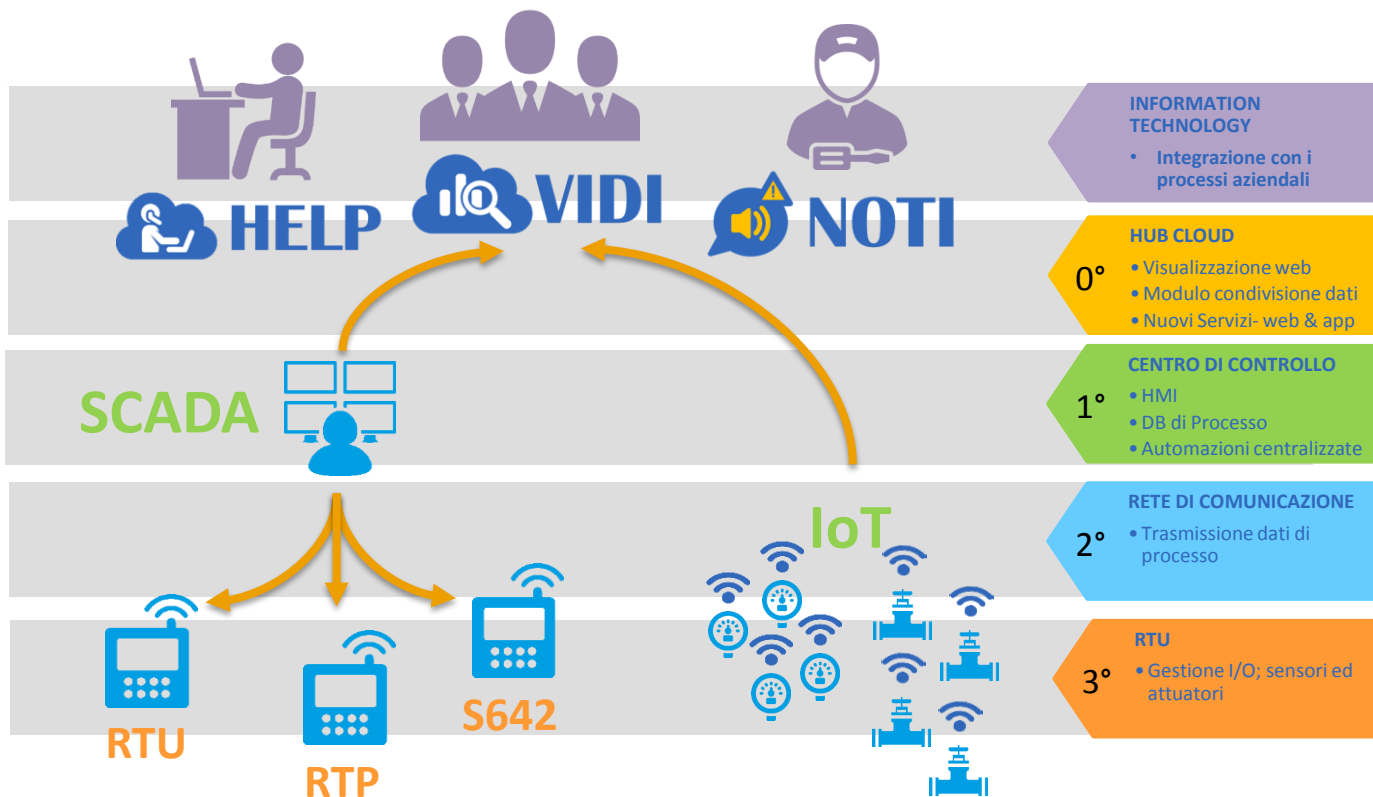 INFORMATION
TECHNOLOGY
• Integrazione con i
processi aziendali
HELP
VIDI
NOTI
HUB CLOUD
0°
• Visualizzazione web
• Modulo condivisione dati
• Nuovi Servizi- web & app
SCADA
CENTRO DI CONTROLLO
1°
• HMI
• DB di Processo
• Automazioni centralizzate
IoT
RETE DI COMUNICAZIONE
2°
• Trasmissione dati di
processo
RTU
RTP
S642
RTU
3°
• Gestione I/O; sensori ed
attuatori